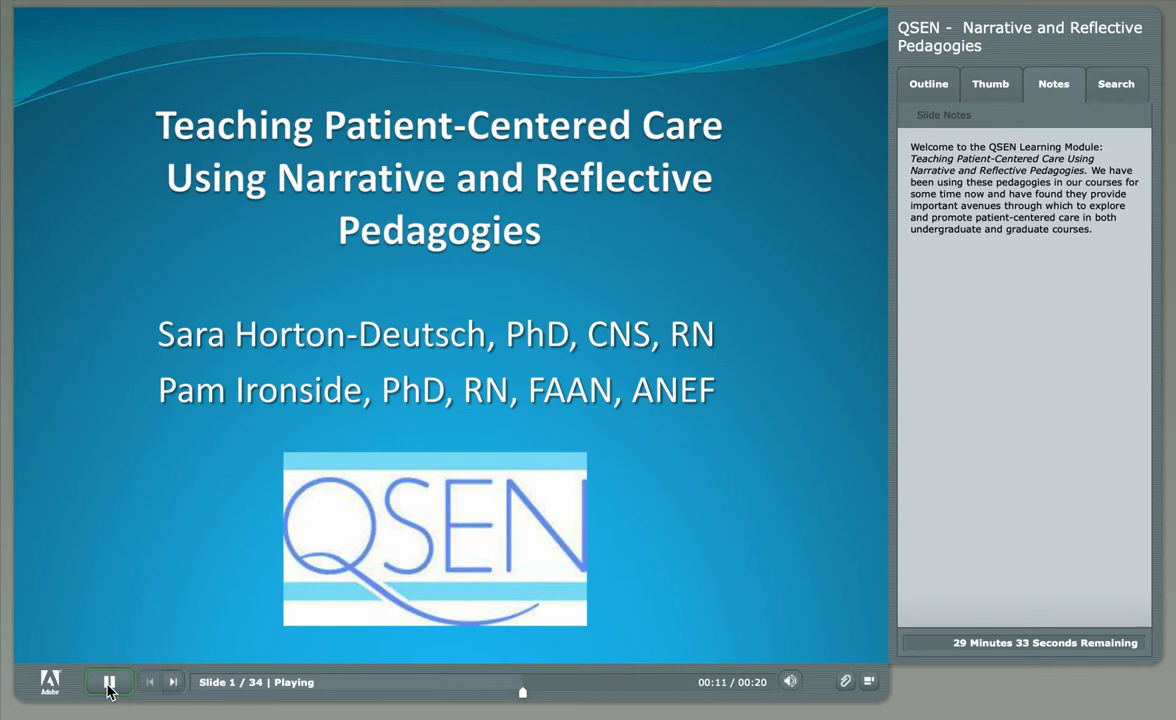 Teaching Patient-Centered Care
Using Narrative and Reflective
Pedagogies
Sara Horton-Deutsch, PhD, CNS, RN
Pam Ironside, PhD, RN, FAAN, ANEF
QSEN
Adobe
Slide 1 / 34 | Playing
00:11 / 00:20
QSEN - Narrative and Reflective
Pedagogies
Outline
Thumb
Notes
Search
Slide Notes
Welcome to the QSEN Learning Module:
Teaching Patient-Centered Care Using
Narrative and Reflective Pedagogies. We have
been using these pedagogies in our courses for
some time now and have found they provide
important avenues through which to explore
and promote patient-centered care in both
undergraduate and graduate courses.
29 Minutes 33 Seconds Remaining